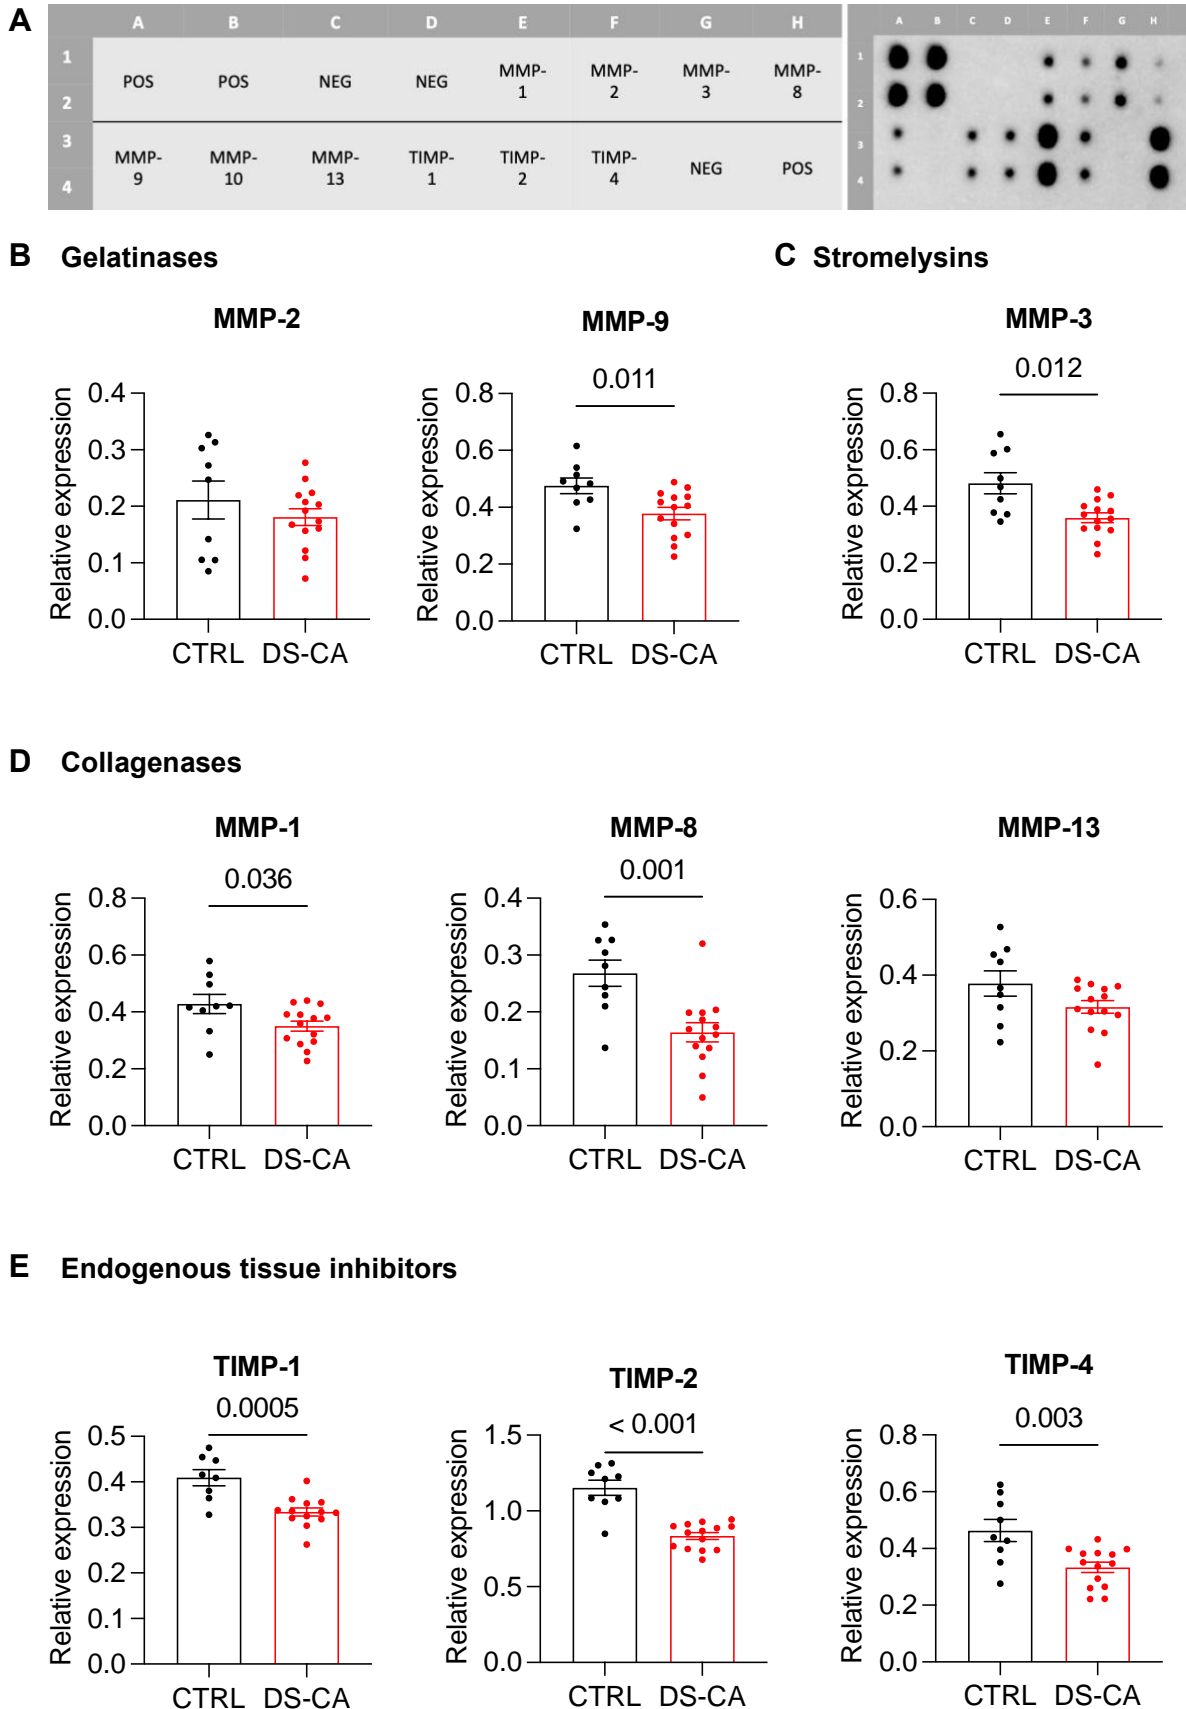 A
A B C D E F G H
1
POS POS NEG NEG MMP-1 MMP-2 MMP-3 MMP-8
2
3
MMP-9 MMP-10 MMP-13 TIMP-1 TIMP-2 TIMP-4 NEG POS
4
A B C D E F G H
1
2
3
4
B Gelatinases
C Stromelysins
MMP-2
Relative expression
0.4
0.3
0.2
0.1
0.0
CTRL DS-CA
MMP-9
0.011
Relative expression
0.8
0.6
0.4
0.2
0.0
CTRL DS-CA
MMP-3
0.012
Relative expression
0.8
0.6
0.4
0.2
0.0
CTRL DS-CA
D Collagenases
MMP-1
0.036
Relative expression
0.8
0.6
0.4
0.2
0.0
CTRL DS-CA
MMP-8
0.001
Relative expression
0.4
0.3
0.2
0.1
0.0
CTRL DS-CA
MMP-13
Relative expression
0.6
0.4
0.2
0.0
CTRL DS-CA
E Endogenous tissue inhibitors
TIMP-1
0.0005
Relative expression
0.5
0.4
0.3
0.2
0.1
0.0
CTRL DS-CA
TIMP-2
< 0.001
Relative expression
1.5
1.0
0.5
0.0
CTRL DS-CA
TIMP-4
0.003
Relative expression
0.8
0.6
0.4
0.2
0.0
CTRL DS-CA